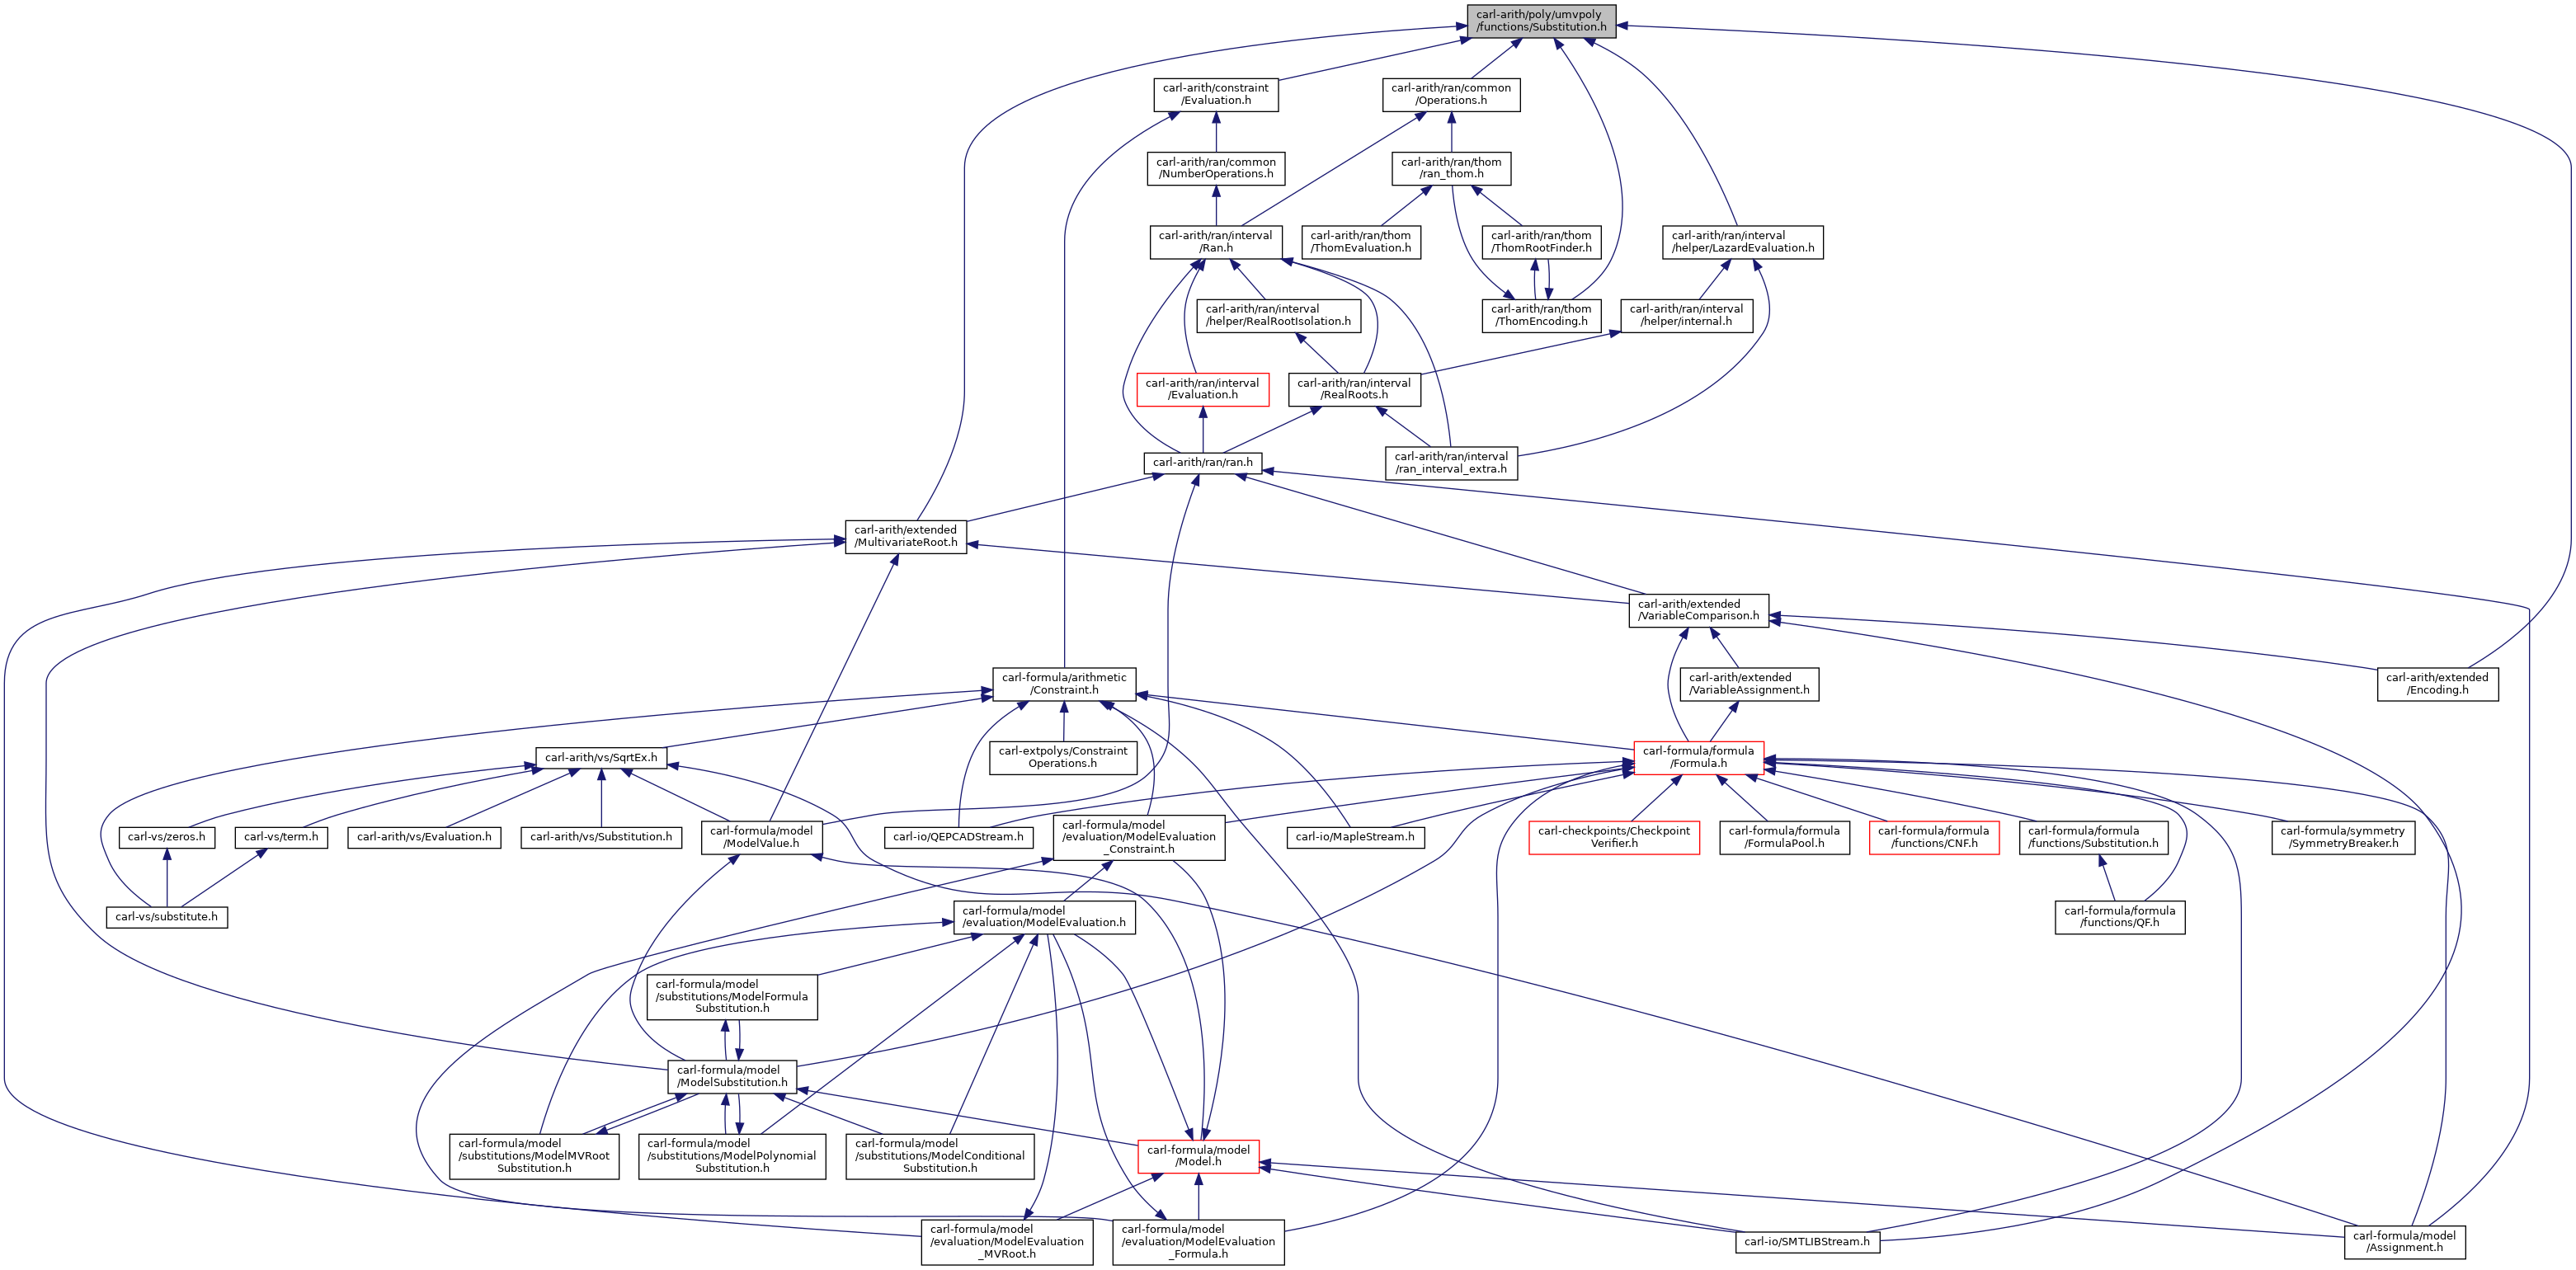 carl-arith/poly/umvpoly
/functions/Substitution.h
carl-arith/constraint
/Evaluation.h
carl-arith/ran/common
/Operations.h
carl-arith/ran/common
/NumberOperations.h
carl-arith/ran/thom
/ran_thom.h
carl-arith/ran/interval
/Ran.h
carl-arith/ran/thom
/ThomEvaluation.h
carl-arith/ran/thom
/ThomRootFinder.h
carl-arith/ran/interval
/helper/LazardEvaluation.h
carl-arith/ran/interval
/helper/RealRootIsolation.h
carl-arith/ran/thom
/ThomEncoding.h
carl-arith/ran/interval
/helper/internal.h
carl-arith/ran/interval
/Evaluation.h
carl-arith/ran/interval
/RealRoots.h
carl-arith/ran/ran.h
carl-arith/ran/interval
/ran_interval_extra.h
carl-arith/extended
/MultivariateRoot.h
carl-arith/extended
/VariableComparison.h
carl-formula/arithmetic
/Constraint.h
carl-arith/extended
/VariableAssignment.h
carl-arith/extended
/Encoding.h
carl-arith/vs/SqrtEx.h
carl-extpolys/Constraint
Operations.h
carl-formula/formula
/Formula.h
carl-vs/zeros.h
carl-vs/term.h
carl-arith/vs/Evaluation.h
carl-arith/vs/Substitution.h
carl-formula/model
/ModelValue.h
carl-io/QEPCADStream.h
carl-formula/model
/evaluation/ModelEvaluation
_Constraint.h
carl-io/MapleStream.h
carl-checkpoints/Checkpoint
Verifier.h
carl-formula/formula
/FormulaPool.h
carl-formula/formula
/functions/CNF.h
carl-formula/formula
/functions/Substitution.h
carl-formula/symmetry
/SymmetryBreaker.h
carl-vs/substitute.h
carl-formula/model
/evaluation/ModelEvaluation.h
carl-formula/formula
/functions/QF.h
carl-formula/model
/substitutions/ModelFormula
Substitution.h
carl-formula/model
/ModelSubstitution.h
carl-formula/model
/substitutions/ModelMVRoot
Substitution.h
carl-formula/model
/substitutions/ModelPolynomial
Substitution.h
carl-formula/model
/substitutions/ModelConditional
Substitution.h
carl-formula/model
/Model.h
carl-formula/model
/evaluation/ModelEvaluation
_MVRoot.h
carl-formula/model
/evaluation/ModelEvaluation
_Formula.h
carl-io/SMTLIBStream.h
carl-formula/model
/Assignment.h